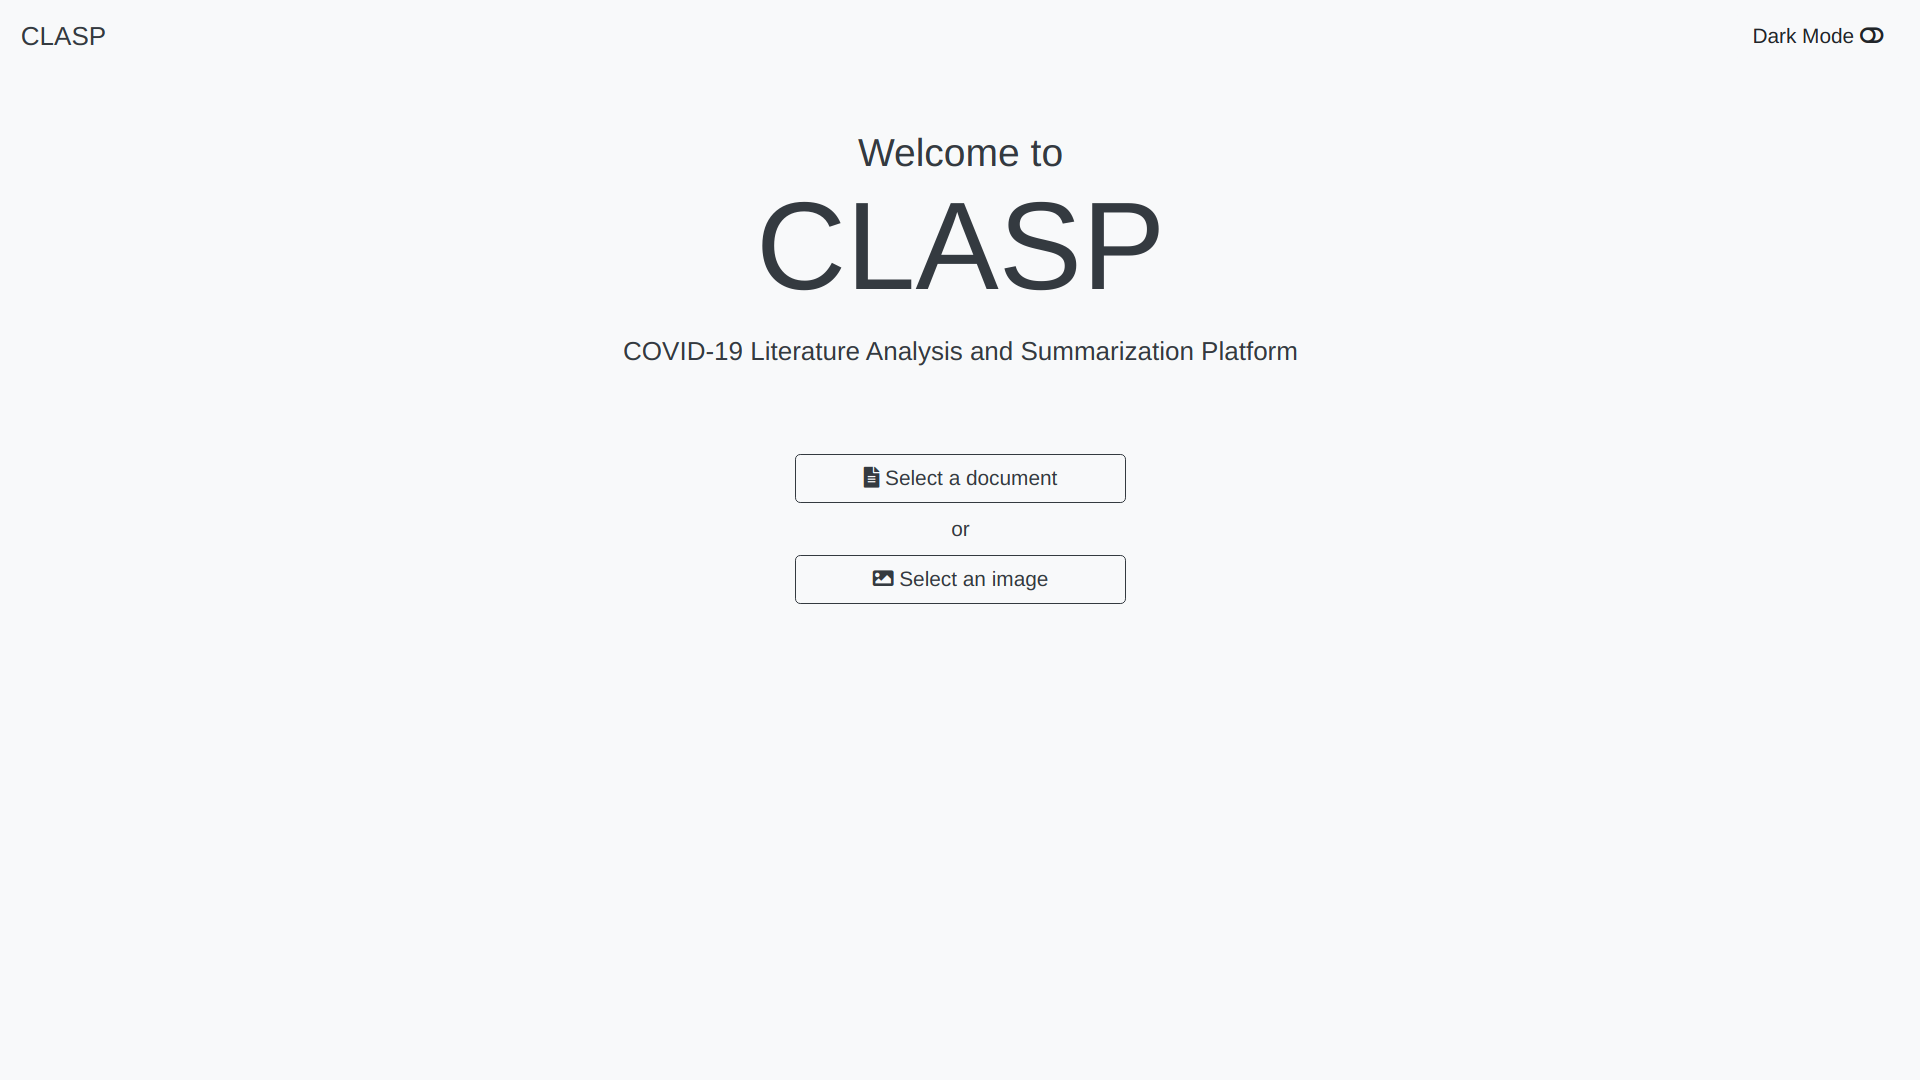 CLASP
Dark Mode
Welcome to
CLASP
COVID-19 Literature Analysis and Summarization Platform
Select a document
or
Select an image